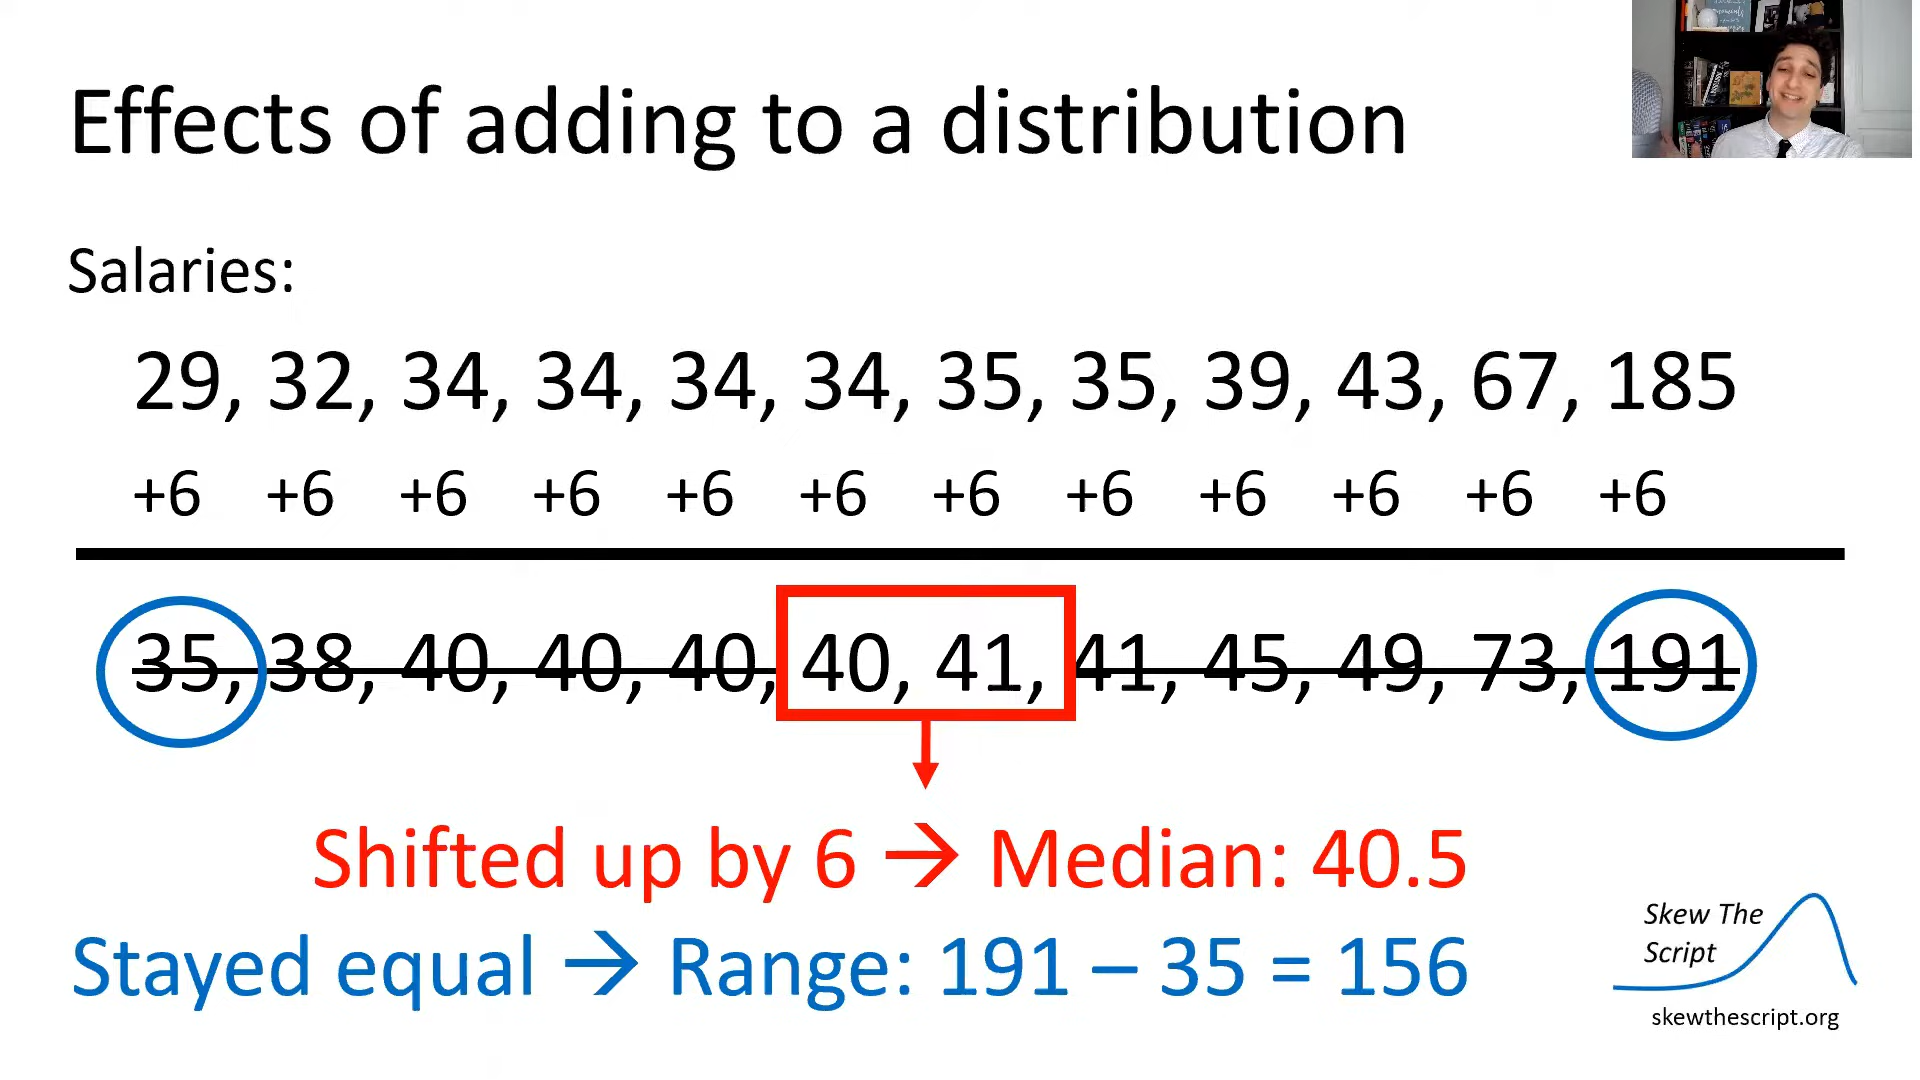 Effects of adding to a distribution
Salaries:
29, 32, 34, 34, 34, 34, 35, 35, 39, 43, 67, 185
+6 +6 +6 +6 +6 +6 +6 +6 +6 +6 +6 +6
35, 38, 40, 40, 40, 40, 41, 41, 45, 49, 73, 191
Shifted up by 6 → Median: 40.5
Stayed equal → Range: 191 – 35 = 156
Skew The
Script
skewthescript.org